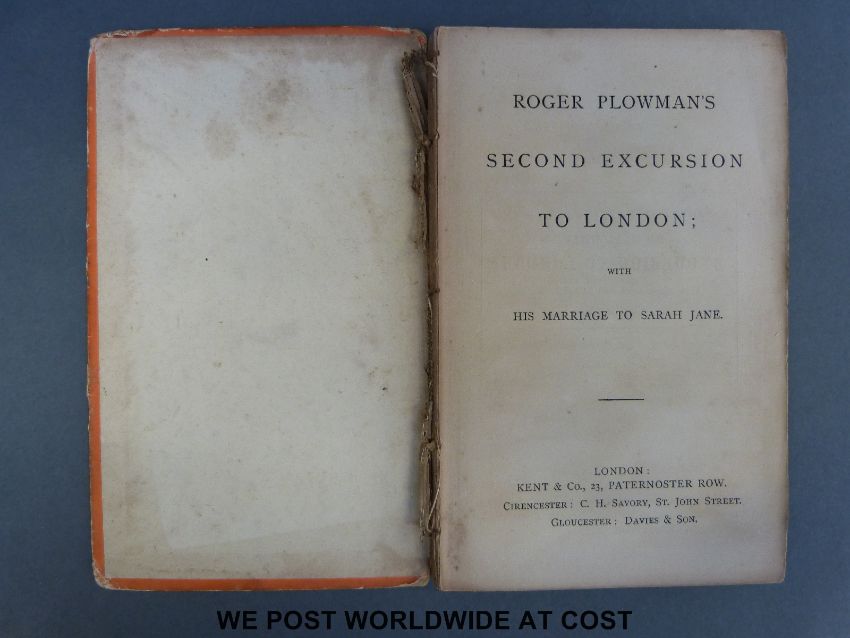 ROGER PLOWMAN'S
SECOND EXCURSION
TO LONDON;
WITH
HIS MARRIAGE TO SARAH JANE.
LONDON:
KENT & Co., 23, PATERNOSTER ROW.
CIRENCESTER: C. H. SAVORY, ST. JOHN STREET.
GLOUCESTER: DAVIES & SON.
WE POST WORLDWIDE AT COST